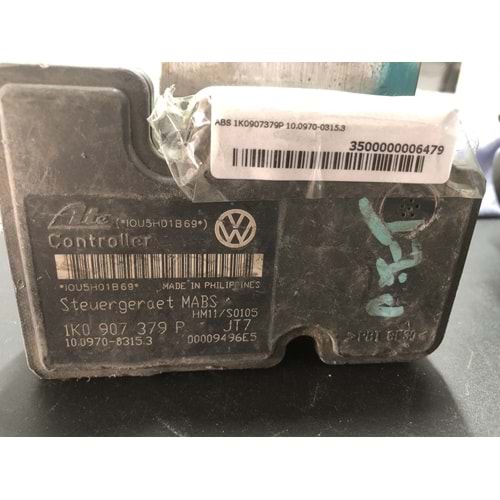 ABS 1K0907379P 10.0970-0315.3
3500000006479
Ate (*IOU5H01B69*)
Controller
*IOU5H01B69* MADE IN PHILIPPINES
Steuergeraet MABS
HM11/S0105
1K0 907 379 P JT7
10.0970-0315.3 00009496E5